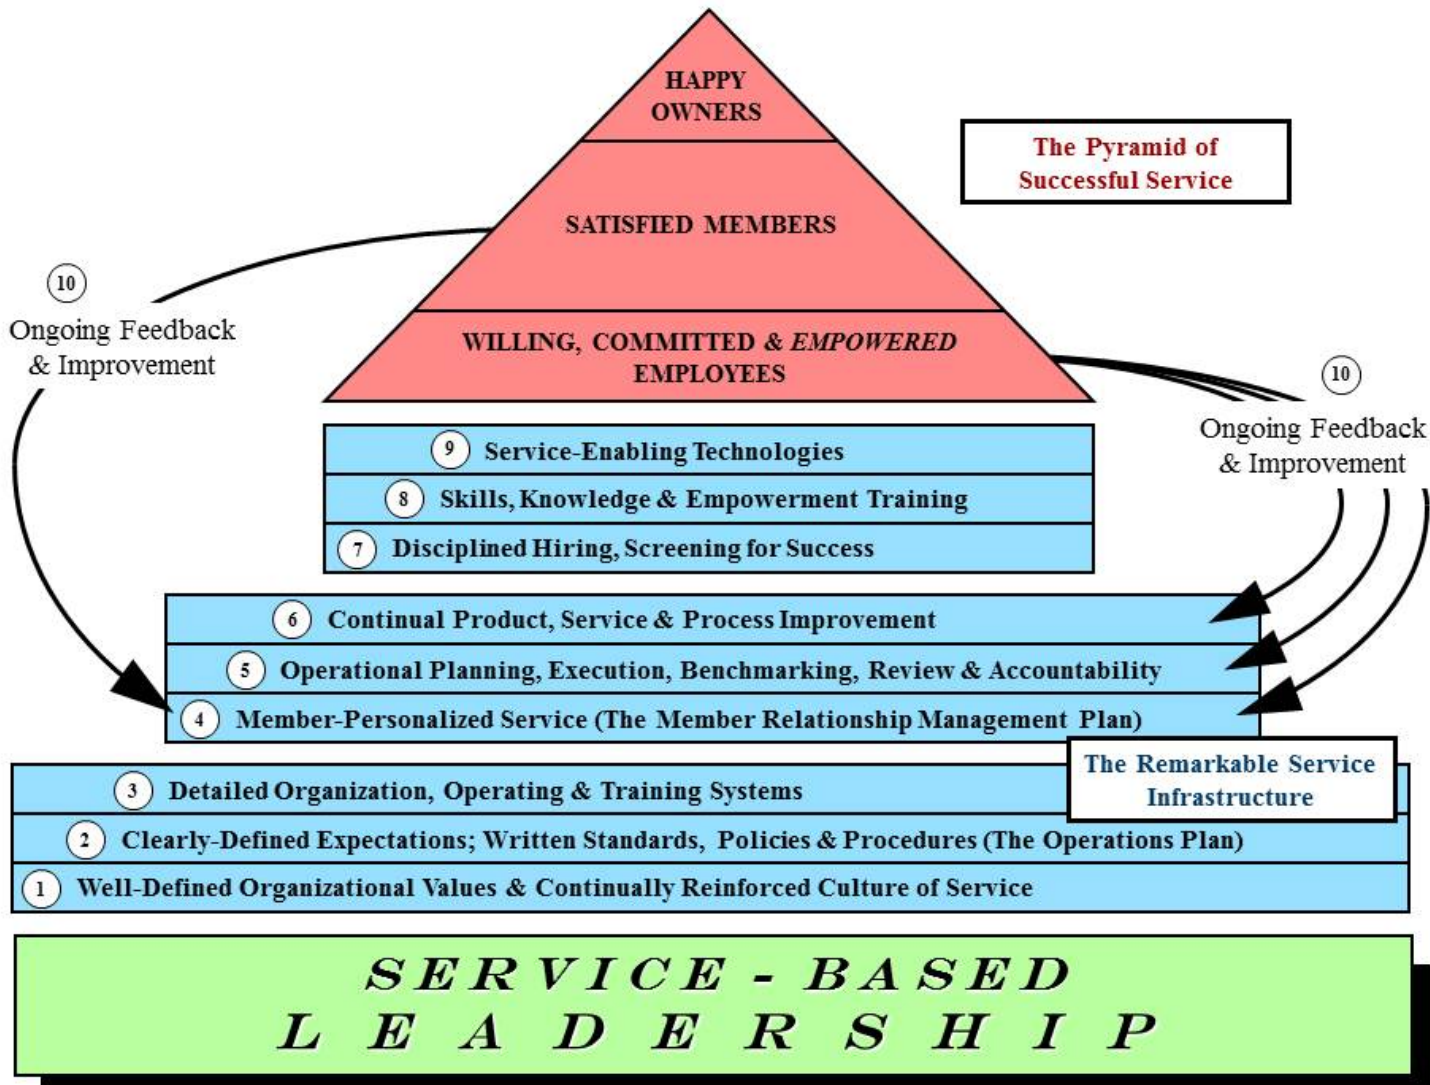 HAPPY
OWNERS
The Pyramid of
Successful Service
SATISFIED MEMBERS
10
Ongoing Feedback
& Improvement
WILLING, COMMITTED & EMPOWERED
EMPLOYEES
10
Ongoing Feedback
& Improvement
9 Service-Enabling Technologies
8 Skills, Knowledge & Empowerment Training
7 Disciplined Hiring, Screening for Success
6 Continual Product, Service & Process Improvement
5 Operational Planning, Execution, Benchmarking, Review & Accountability
4 Member-Personalized Service (The Member Relationship Management Plan)
The Remarkable Service
Infrastructure
3 Detailed Organization, Operating & Training Systems
2 Clearly-Defined Expectations; Written Standards, Policies & Procedures (The Operations Plan)
1 Well-Defined Organizational Values & Continually Reinforced Culture of Service
SERVICE-BASED
LEADERSHIP